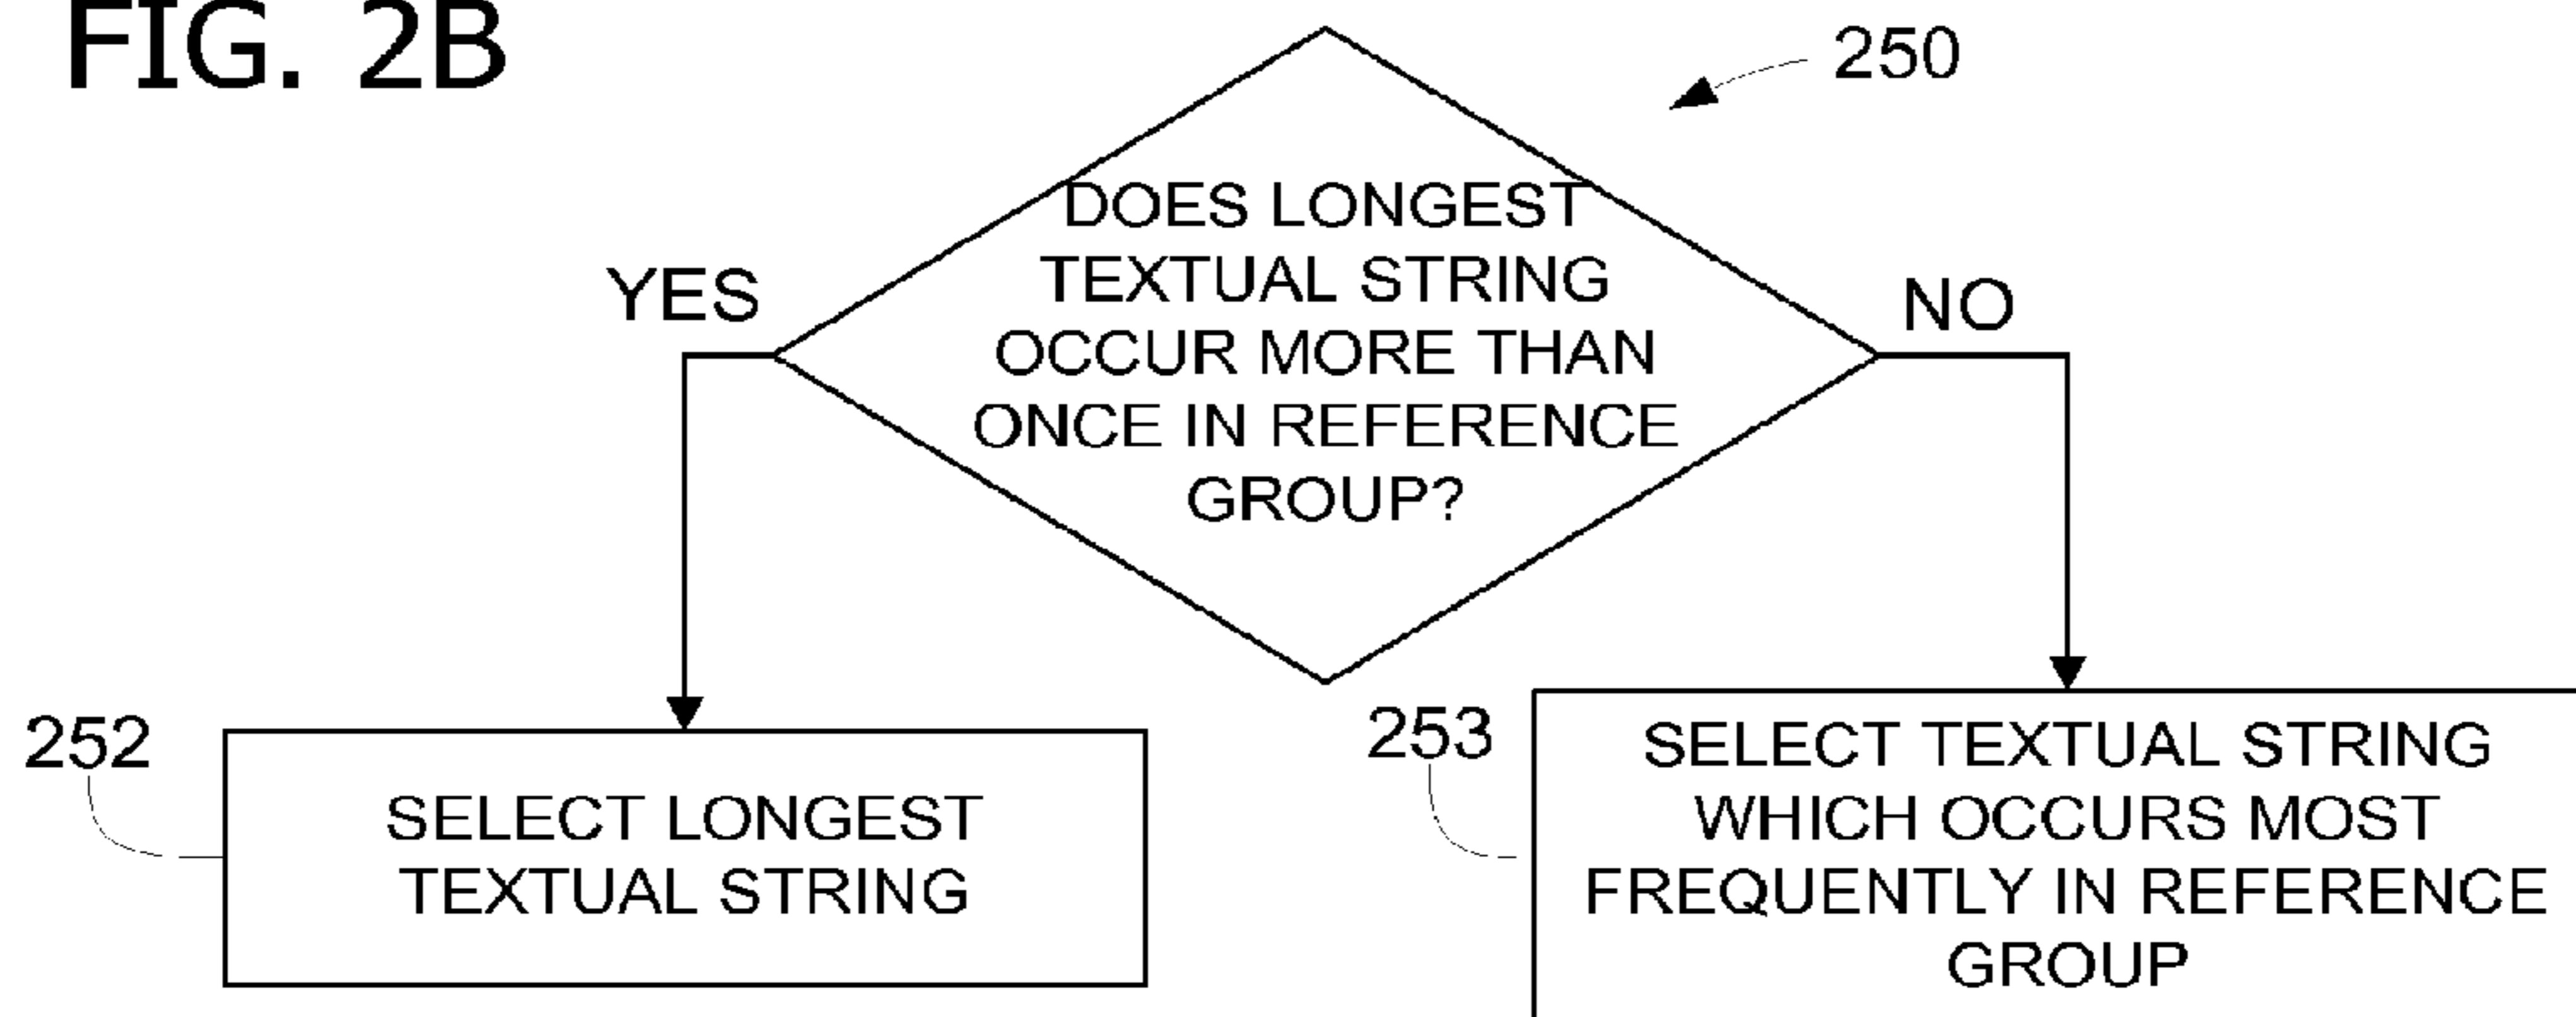 FIG. 2B
250
DOES LONGEST
TEXTUAL STRING
OCCUR MORE THAN
ONCE IN REFERENCE
GROUP?
YES
NO
252
SELECT LONGEST
TEXTUAL STRING
253
SELECT TEXTUAL STRING
WHICH OCCURS MOST
FREQUENTLY IN REFERENCE
GROUP